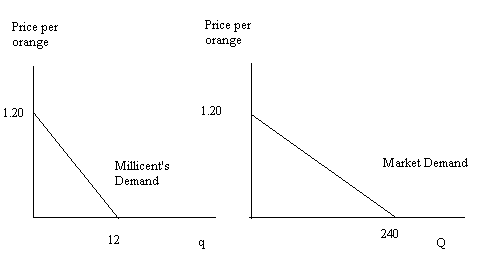 Price per
orange
1.20
Millicent's
Demand
12
q
Price per
orange
1.20
Market Demand
240
Q